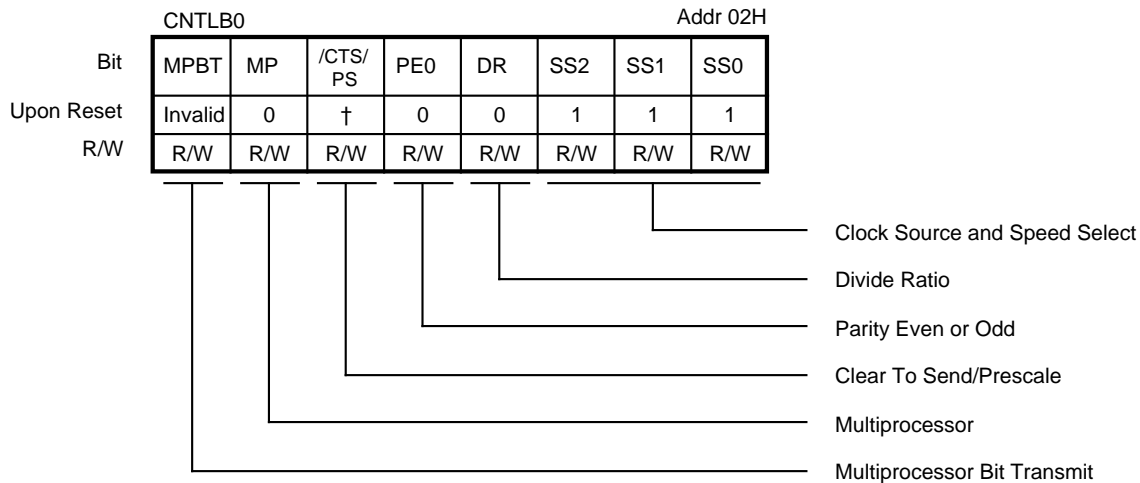 CNTLB0 Addr 02H
Bit MPBT MP /CTS/ PS PE0 DR SS2 SS1 SS0
Upon Reset Invalid 0 † 0 0 1 1 1
R/W R/W R/W R/W R/W R/W R/W R/W R/W
Clock Source and Speed Select
Divide Ratio
Parity Even or Odd
Clear To Send/Prescale
Multiprocessor
Multiprocessor Bit Transmit